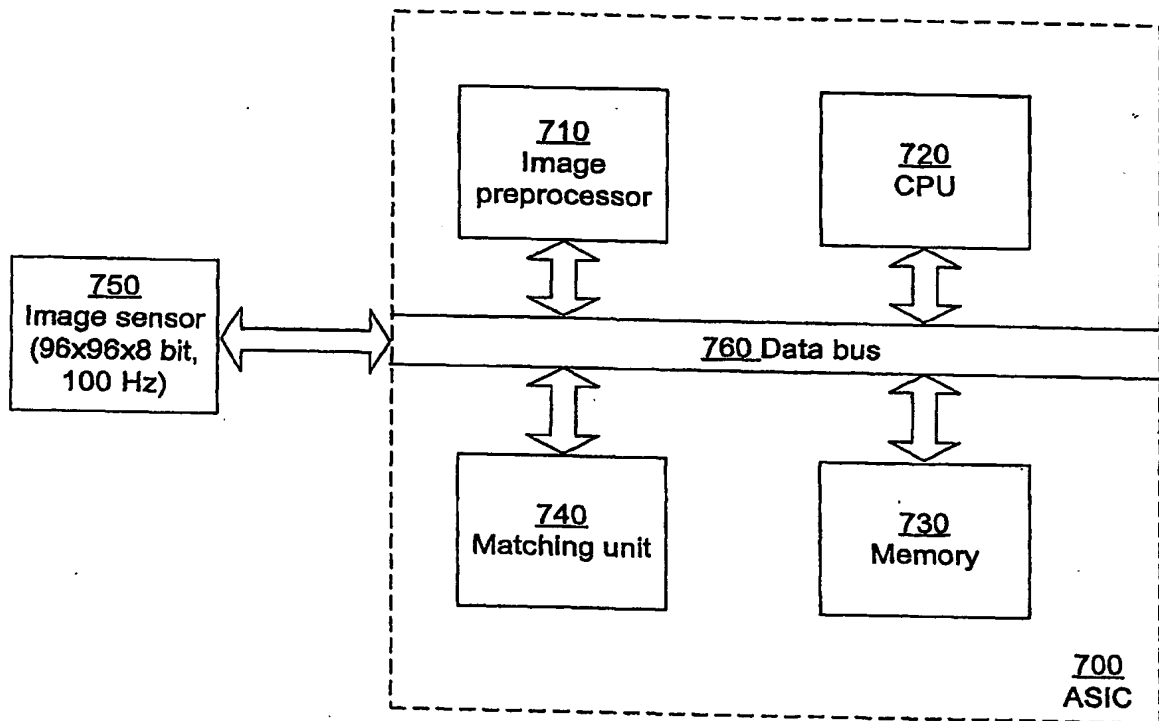 710
Image
preprocessor
720
CPU
750
Image sensor
(96x96x8 bit,
100 Hz)
760 Data bus
740
Matching unit
730
Memory
700
ASIC